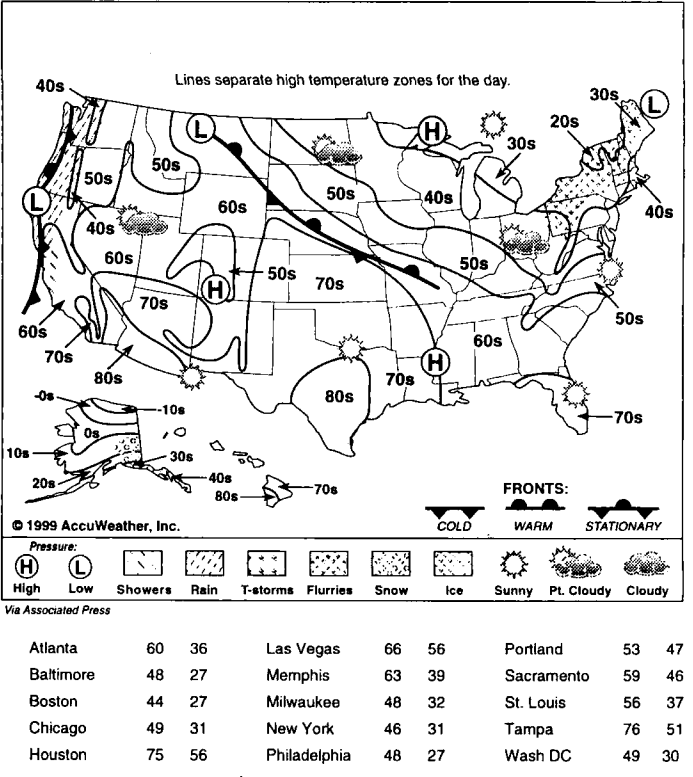 Lines separate high temperature zones for the day.
40s
30s
L
20s
L
H
30s
50s
50s
50s
40s
40s
L
60s
40s
60s
50s
50s
70s
H
70s
50s
60s
60s
70s
80s
H
80s
70s
70s
-0s
-10s
0s
10s
30s
20s
40s
80s
70s
FRONTS:
COLD WARM STATIONARY
© 1999 AccuWeather, Inc.
Pressure:
H L
High Low Showers Rain T-storms Flurries Snow Ice Sunny Pt. Cloudy Cloudy
Via Associated Press
Atlanta 60 36 Las Vegas 66 56 Portland 53 47
Baltimore 48 27 Memphis 63 39 Sacramento 59 46
Boston 44 27 Milwaukee 48 32 St. Louis 56 37
Chicago 49 31 New York 46 31 Tampa 76 51
Houston 75 56 Philadelphia 48 27 Wash DC 49 30